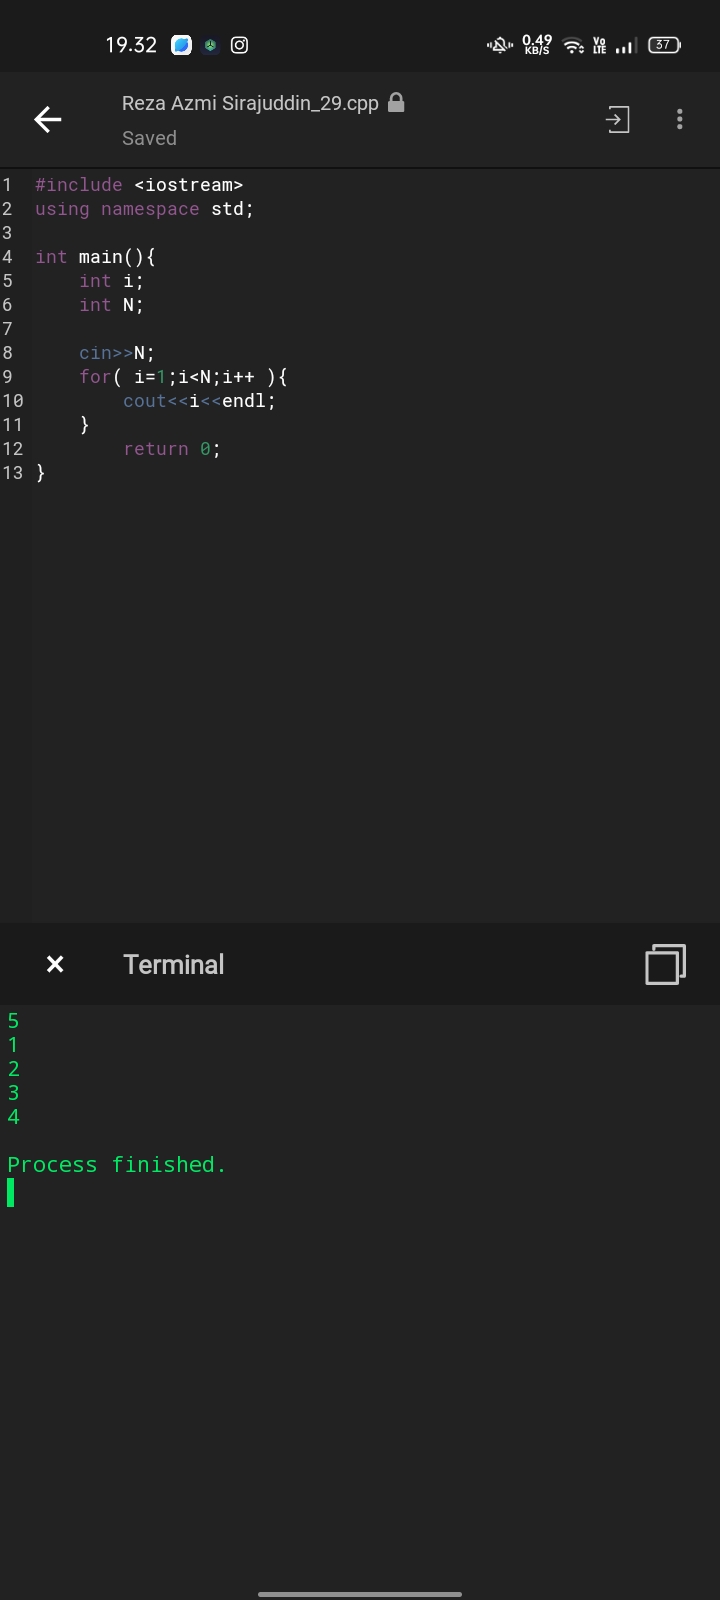 19.32 0.49 KB/S Vo LTE 37
Reza Azmi Sirajuddin_29.cpp
Saved
1 #include <iostream>
2 using namespace std;
3
4 int main(){
5     int i;
6     int N;
7
8     cin>>N;
9     for( i=1;i<N;i++ ){
10         cout<<i<<endl;
11     }
12         return 0;
13 }
× Terminal
5
1
2
3
4
Process finished.